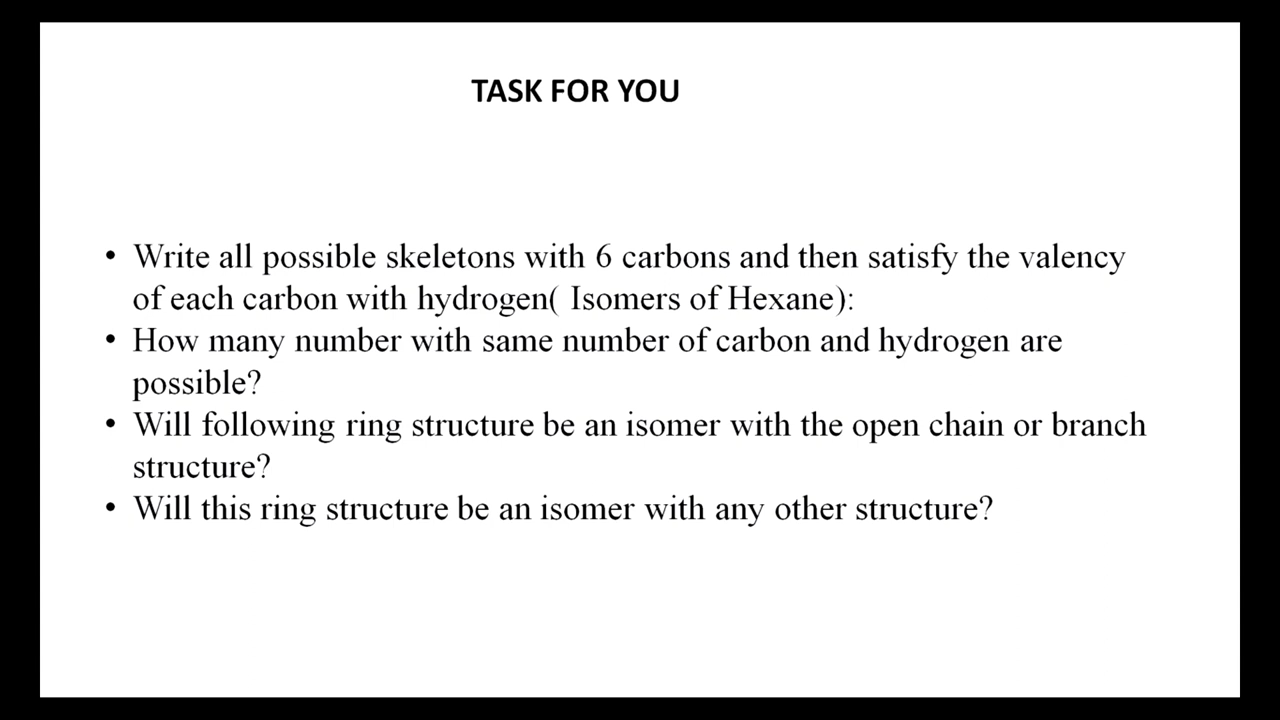 TASK FOR YOU
• Write all possible skeletons with 6 carbons and then satisfy the valency
of each carbon with hydrogen( Isomers of Hexane):
• How many number with same number of carbon and hydrogen are
possible?
• Will following ring structure be an isomer with the open chain or branch
structure?
• Will this ring structure be an isomer with any other structure?